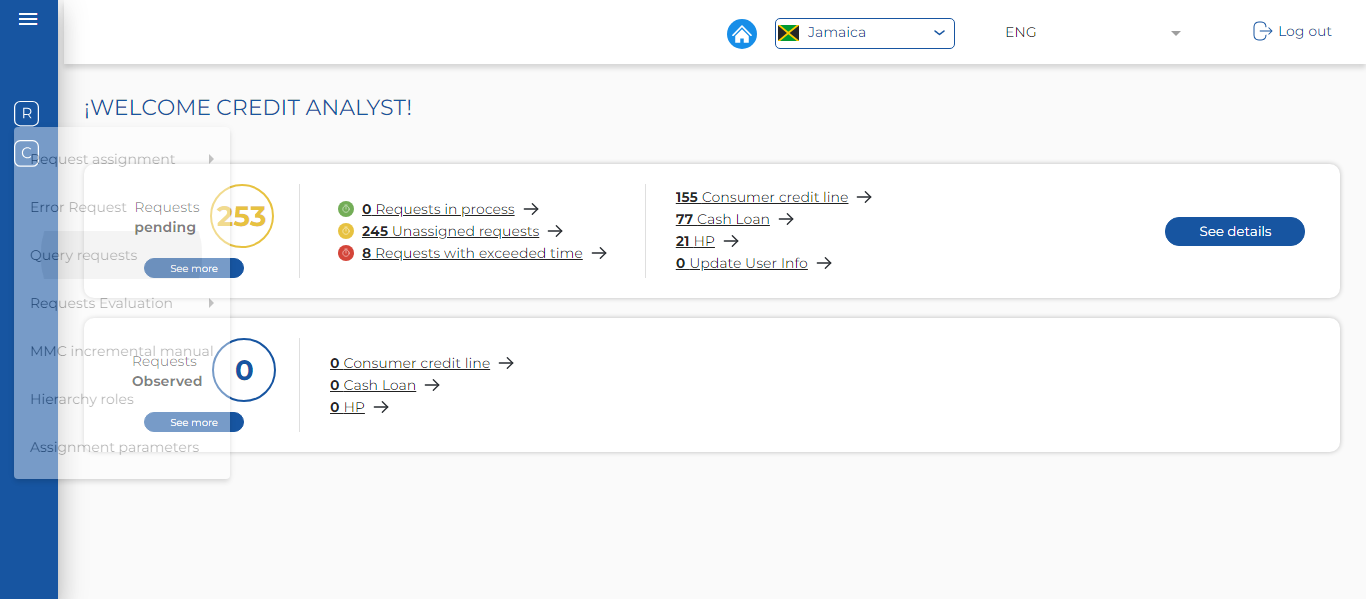 Jamaica
ENG
Log out
¡WELCOME CREDIT ANALYST!
R
C
Request assignment
Error Request
Query requests
Requests Evaluation
MMC incremental manual
Hierarchy roles
Assignment parameters
Requests
pending
253
See more
0 Requests in process
245 Unassigned requests
8 Requests with exceeded time
155 Consumer credit line
77 Cash Loan
21 HP
0 Update User Info
See details
Requests
Observed
0
See more
0 Consumer credit line
0 Cash Loan
0 HP